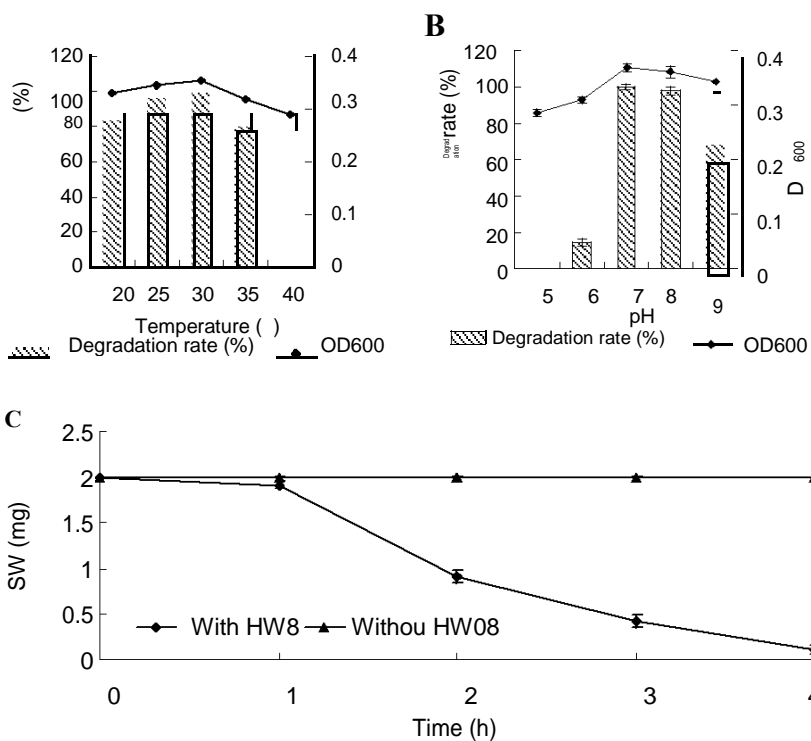 B
(%)
120
100
80
60
40
20
0
0.4
0.3
0.2
0.1
0
20 25 30 35 40
Temperature ( )
Degradation rate (%) OD600
Degrad
ation
rate (%)
120
100
80
60
40
20
0
0.4
0.3
0.2
0.1
0
D 600
5 6 7 8 9
pH
Degradation rate (%) OD600
C
SW (mg)
2.5
2
1.5
1
0.5
0
With HW8 Withou HW08
0 1 2 3 4
Time (h)